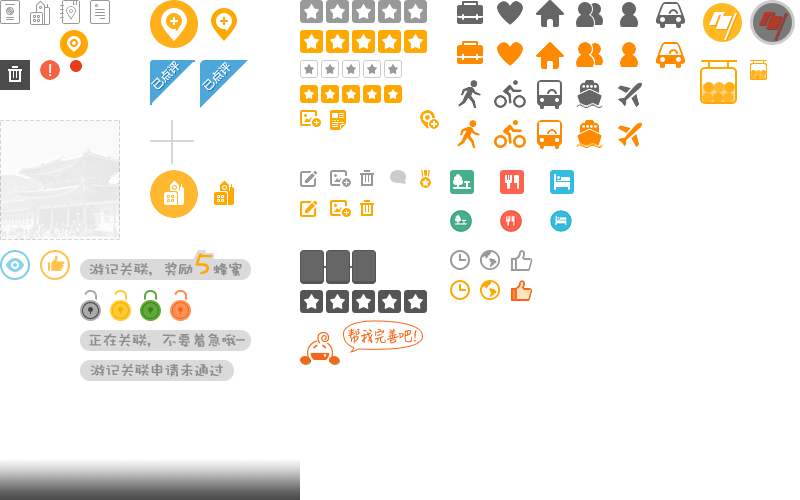 已点评
已点评
游记关联，奖励5蜂蜜
正在关联，不要着急哦~
游记关联申请未通过
帮我完善吧!